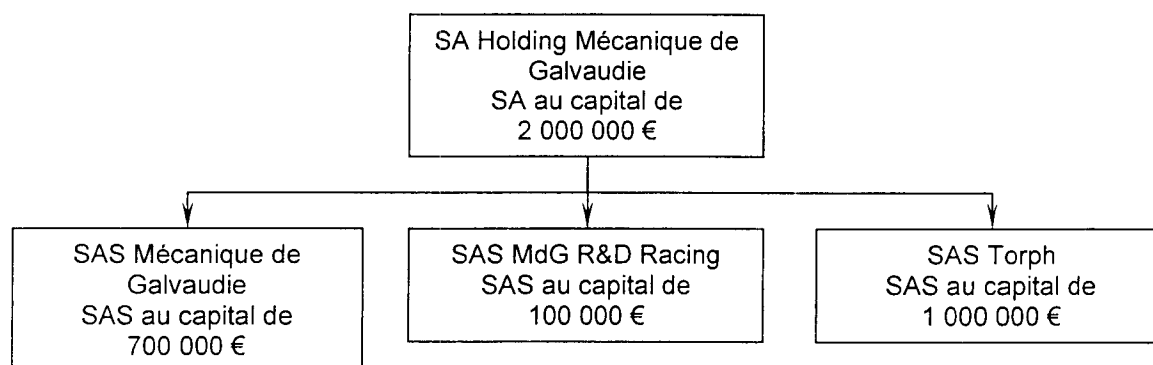 SA Holding Mécanique de
Galvaudie
SA au capital de
2 000 000 €
SAS Mécanique de
Galvaudie
SAS au capital de
700 000 €
SAS MdG R&D Racing
SAS au capital de
100 000 €
SAS Torph
SAS au capital de
1 000 000 €